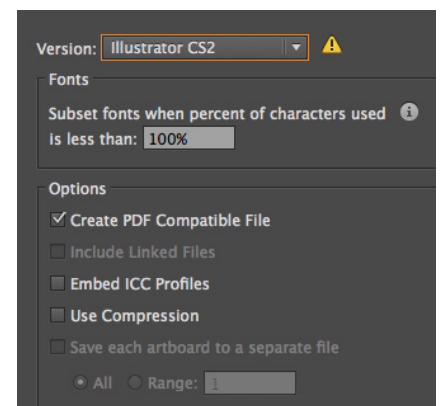 Version: Illustrator CS2
Fonts
Subset fonts when percent of characters used
is less than: 100%
Options
Create PDF Compatible File
Include Linked Files
Embed ICC Profiles
Use Compression
Save each artboard to a separate file
All Range: 1